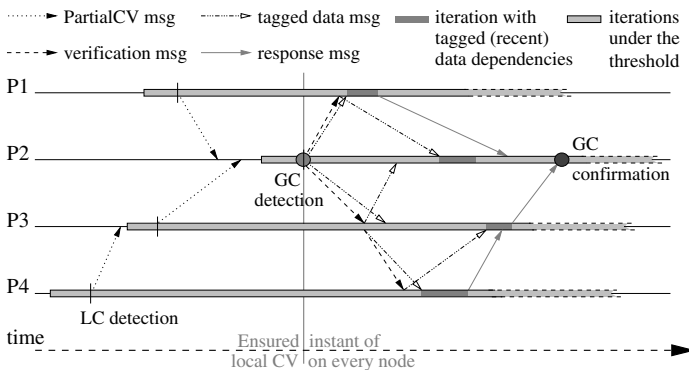 PartialCV msg
tagged data msg
iteration with
tagged (recent)
data dependencies
iterations
under the
threshold
verification msg
response msg
P1
P2
GC
detection
GC
confirmation
P3
P4
LC detection
time
Ensured instant of
local CV on every node